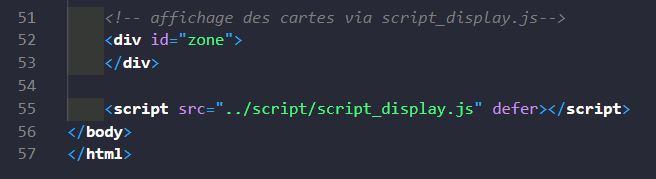 51 <!-- affichage des cartes via script_display.js-->
52 <div id="zone">
53 </div>
54
55 <script src="../script/script_display.js" defer></script>
56 </body>
57 </html>